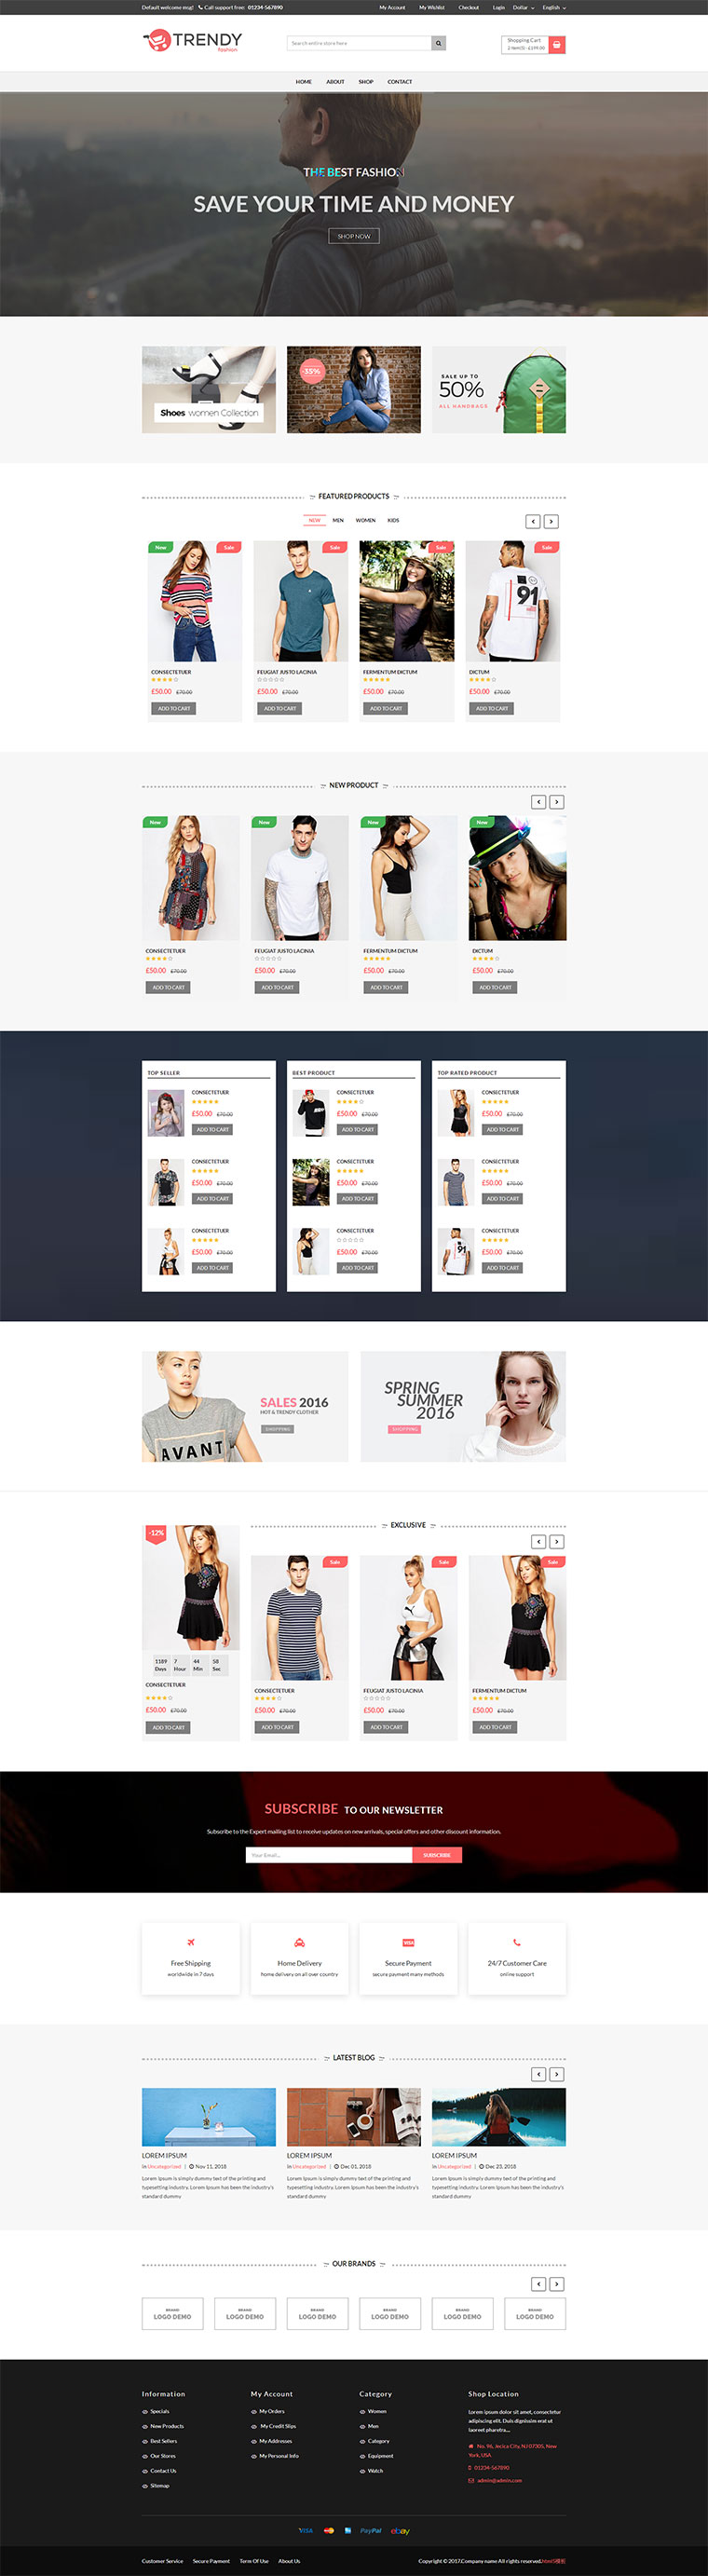 Default welcome msg! Call support free: 01234-567890 My Account My Wishlist Checkout Login Dollar English
TRENDY
fashion
Search entire store here
Shopping Cart
HOME ABOUT SHOP CONTACT
THE BEST FASHION
SAVE YOUR TIME AND MONEY
SHOP NOW
Shoes women Collection
-35%
SALE UP TO
50%
ALL HANDBAGS
FEATURED PRODUCTS
NEW MEN WOMEN KIDS
New Sale Sale Sale Sale
91
CONSECTETUER FEUGIAT JUSTO LACINIA FERMENTUM DICTUM DICTUM
£50.00 £70.00 £50.00 £70.00 £50.00 £70.00 £50.00 £70.00
ADD TO CART ADD TO CART ADD TO CART ADD TO CART
NEW PRODUCT
New New New New
CONSECTETUER FEUGIAT JUSTO LACINIA FERMENTUM DICTUM DICTUM
£50.00 £70.00 £50.00 £70.00 £50.00 £70.00 £50.00 £70.00
ADD TO CART ADD TO CART ADD TO CART ADD TO CART
TOP SELLER BEST PRODUCT TOP RATED PRODUCT
CONSECTETUER CONSECTETUER CONSECTETUER
£50.00 £70.00 £50.00 £70.00 £50.00 £70.00
ADD TO CART ADD TO CART ADD TO CART
CONSECTETUER CONSECTETUER CONSECTETUER
£50.00 £70.00 £50.00 £70.00 £50.00 £70.00
ADD TO CART ADD TO CART ADD TO CART
CONSECTETUER CONSECTETUER CONSECTETUER
91
£50.00 £70.00 £50.00 £70.00 £50.00 £70.00
ADD TO CART ADD TO CART ADD TO CART
SALES 2016
HOT & TRENDY CLOTHER
SHOPPING
AVANT
SPRING
SUMMER
2016
SHOPPING
EXCLUSIVE
-12%
Sale Sale Sale
1189 7 44 58
Days Hour Min Sec
CONSECTETUER
£50.00 £70.00
ADD TO CART
CONSECTETUER FEUGIAT JUSTO LACINIA FERMENTUM DICTUM
£50.00 £70.00 £50.00 £70.00 £50.00 £70.00
ADD TO CART ADD TO CART ADD TO CART
SUBSCRIBE TO OUR NEWSLETTER
Subscribe to the Expert mailing list to receive updates on new arrivals, special offers and other discount information.
Your Email... SUBSCRIBE
Free Shipping Home Delivery Secure Payment 24/7 Customer Care
worldwide in 7 days home delivery on all over country secure payment many methods online support
LATEST BLOG
LOREM IPSUM LOREM IPSUM LOREM IPSUM
in Uncategorized | Nov 11, 2018 in Uncategorized | Dec 01, 2018 in Uncategorized | Dec 23, 2018
Lorem Ipsum is simply dummy text of the printing and
typesetting industry. Lorem Ipsum has been the industry's
standard dummy
Lorem Ipsum is simply dummy text of the printing and
typesetting industry. Lorem Ipsum has been the industry's
standard dummy
Lorem Ipsum is simply dummy text of the printing and
typesetting industry. Lorem Ipsum has been the industry's
standard dummy
OUR BRANDS
BRAND BRAND BRAND BRAND BRAND BRAND
LOGO DEMO LOGO DEMO LOGO DEMO LOGO DEMO LOGO DEMO LOGO DEMO
Information
Specials
New Products
Best Sellers
Our Stores
Contact Us
Sitemap
My Account
My Orders
My Credit Slips
My Addresses
My Personal Info
Category
Women
Men
Category
Equipment
Watch
Shop Location
Lorem ipsum dolor sit amet, consectetur
adipiscing elit. Duis dignissim erat ut
laoreet pharetra....
No. 96, Jecica City, NJ 07305, New
York, USA
01234-567890
admin@admin.com
VISA PayPal ebay
Customer Service Secure Payment Term Of Use About Us
Copyright © 2017.Company name All rights reserved.html5模板